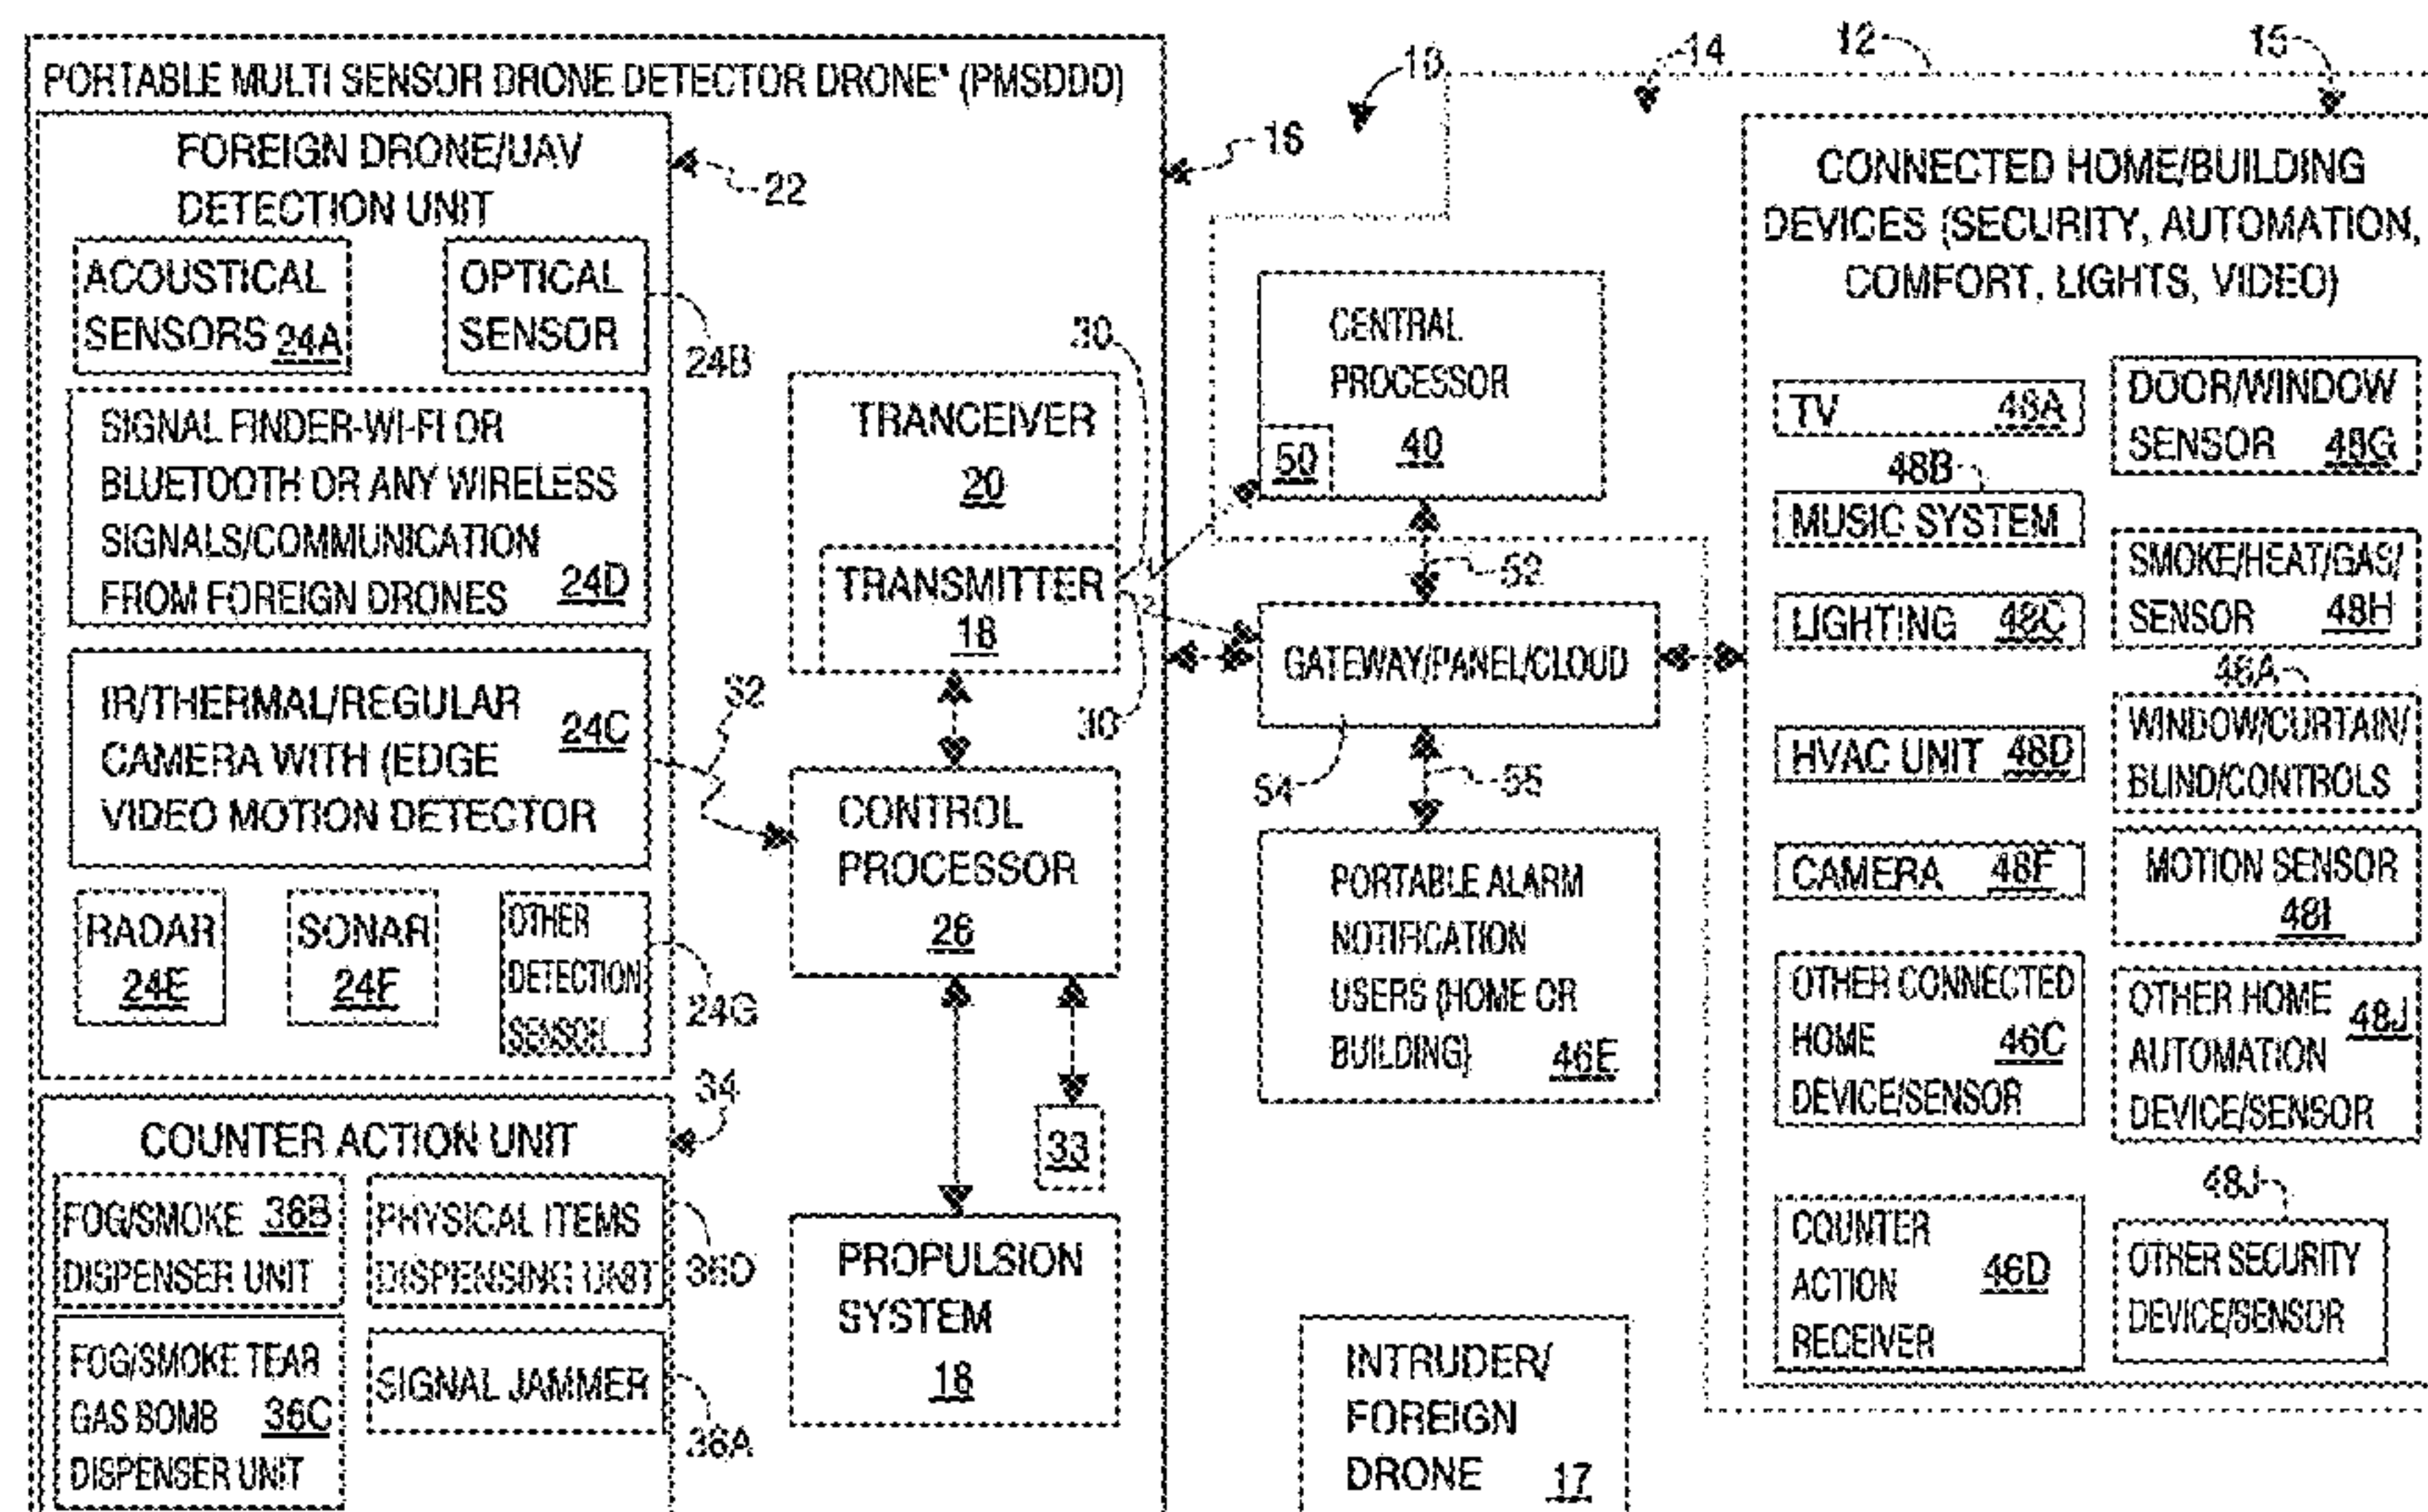 10
14
12
15
PORTABLE MULTI SENSOR DRONE DETECTOR DRONE" (PMSDDD)
16
FOREIGN DRONE/UAV
DETECTION UNIT
22
ACOUSTICAL
SENSORS 24A
OPTICAL
SENSOR
24B
SIGNAL FINDER-WI-FI OR
BLUETOOTH OR ANY WIRELESS
SIGNALS/COMMUNICATION
FROM FOREIGN DRONES 24D
IR/THERMAL/REGULAR
CAMERA WITH (EDGE 24C
VIDEO MOTION DETECTOR
32
RADAR
24E
SONAR
24F
OTHER
DETECTION
SENSOR
24G
COUNTER ACTION UNIT
34
FOG/SMOKE 36B
DISPENSER UNIT
PHYSICAL ITEMS
DISPENSING UNIT
36D
FOG/SMOKE TEAR
GAS BOMB 36C
DISPENSER UNIT
SIGNAL JAMMER
36A
TRANCEIVER
20
TRANSMITTER
18
30
30
CONTROL
PROCESSOR
26
33
PROPULSION
SYSTEM
18
CENTRAL
PROCESSOR
50 40
52
GATEWAY/PANEL/CLOUD
54
55
PORTABLE ALARM
NOTIFICATION
USERS (HOME OR
BUILDING) 46E
INTRUDER/
FOREIGN
DRONE 17
CONNECTED HOME/BUILDING
DEVICES (SECURITY, AUTOMATION,
COMFORT, LIGHTS, VIDEO)
TV 48A
48B
MUSIC SYSTEM
LIGHTING 48C
HVAC UNIT 48D
CAMERA 48F
OTHER CONNECTED
HOME 46C
DEVICE/SENSOR
COUNTER
ACTION 46D
RECEIVER
DOOR/WINDOW
SENSOR 48G
SMOKE/HEAT/GAS/
SENSOR 48H
46A
WINDOW/CURTAIN/
BLIND/CONTROLS
MOTION SENSOR
48I
OTHER HOME 48J
AUTOMATION
DEVICE/SENSOR
48J
OTHER SECURITY
DEVICE/SENSOR